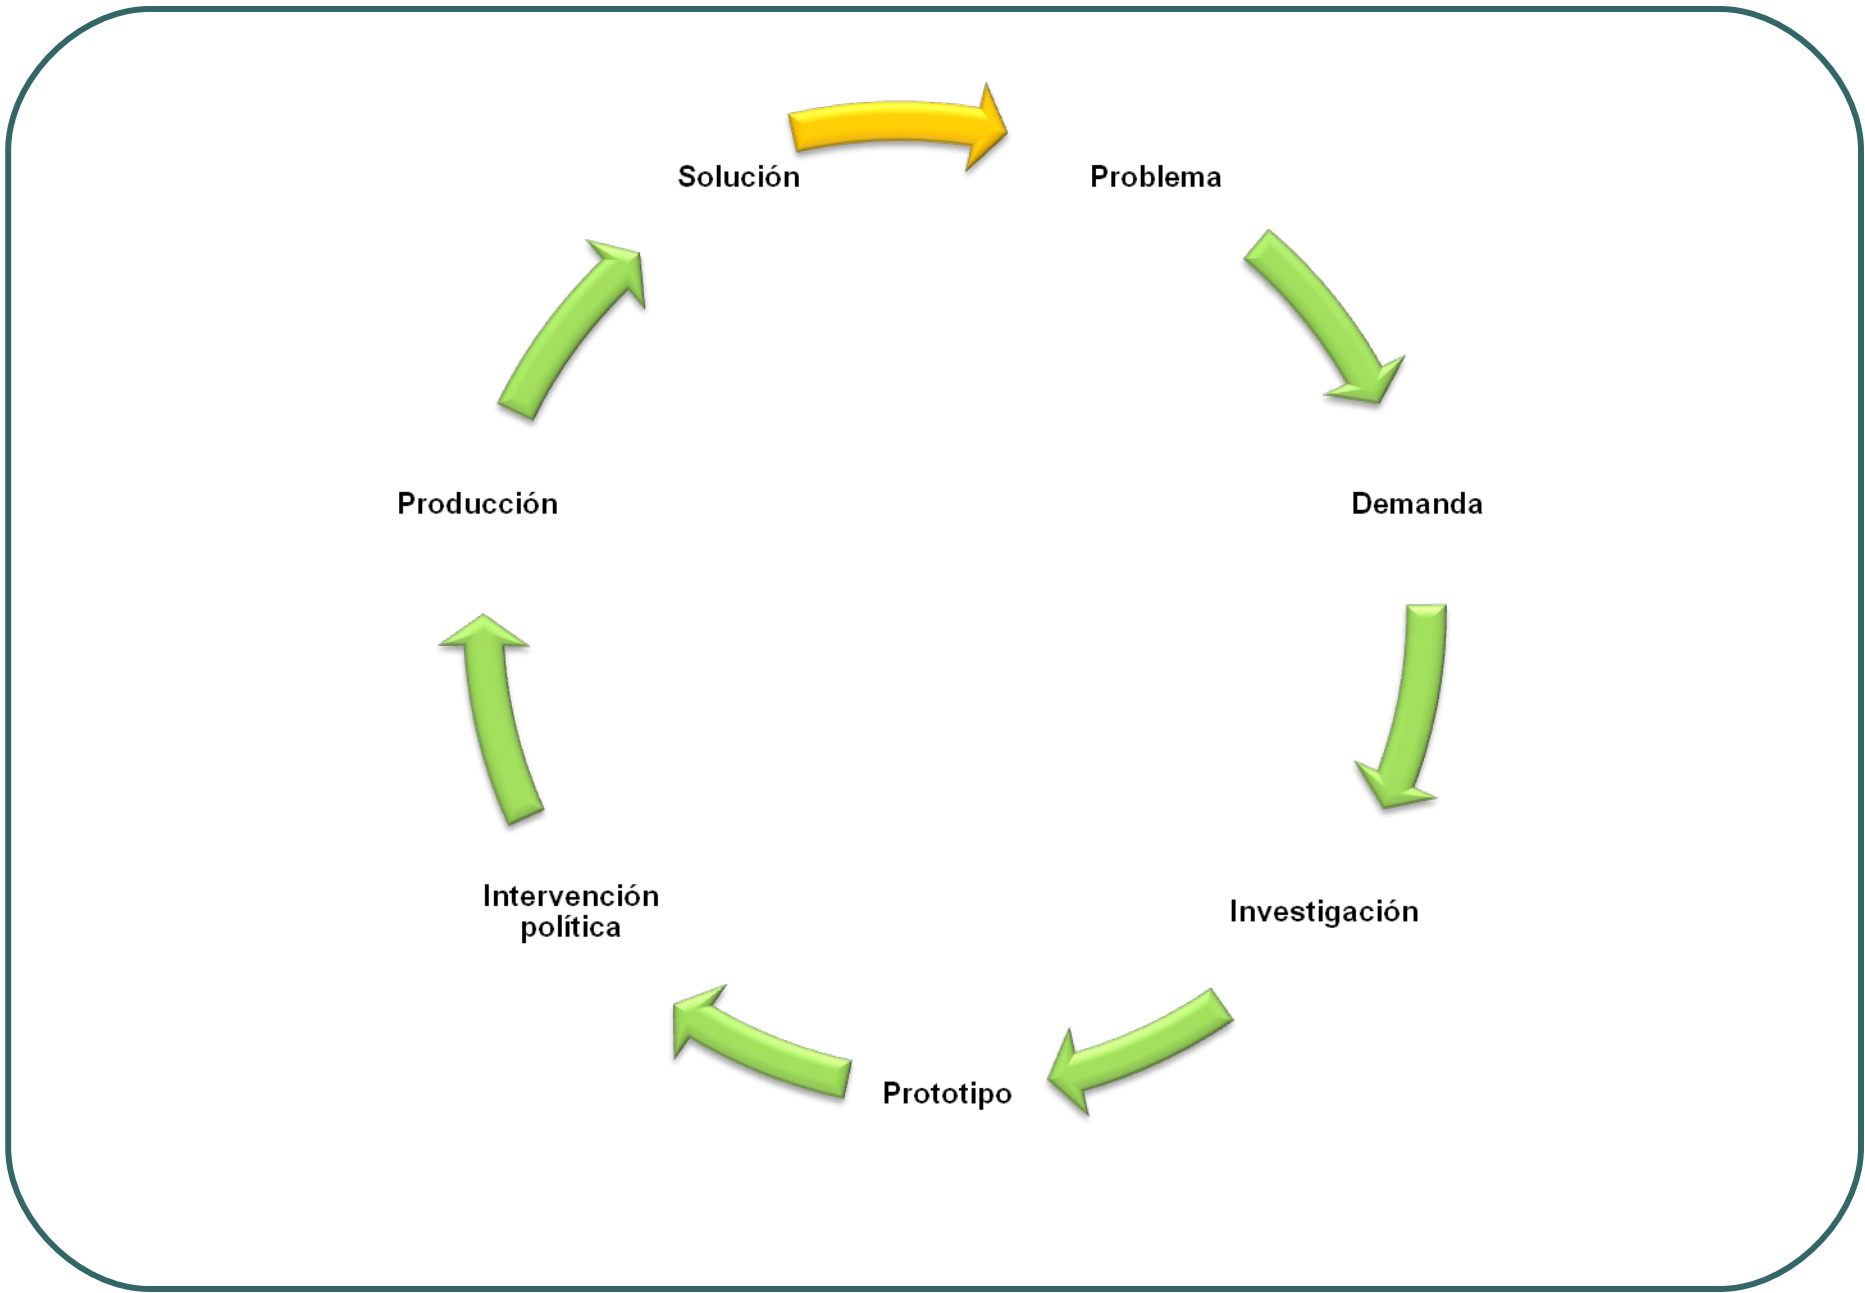 Solución
Problema
Producción
Demanda
Intervención
política
Investigación
Prototipo